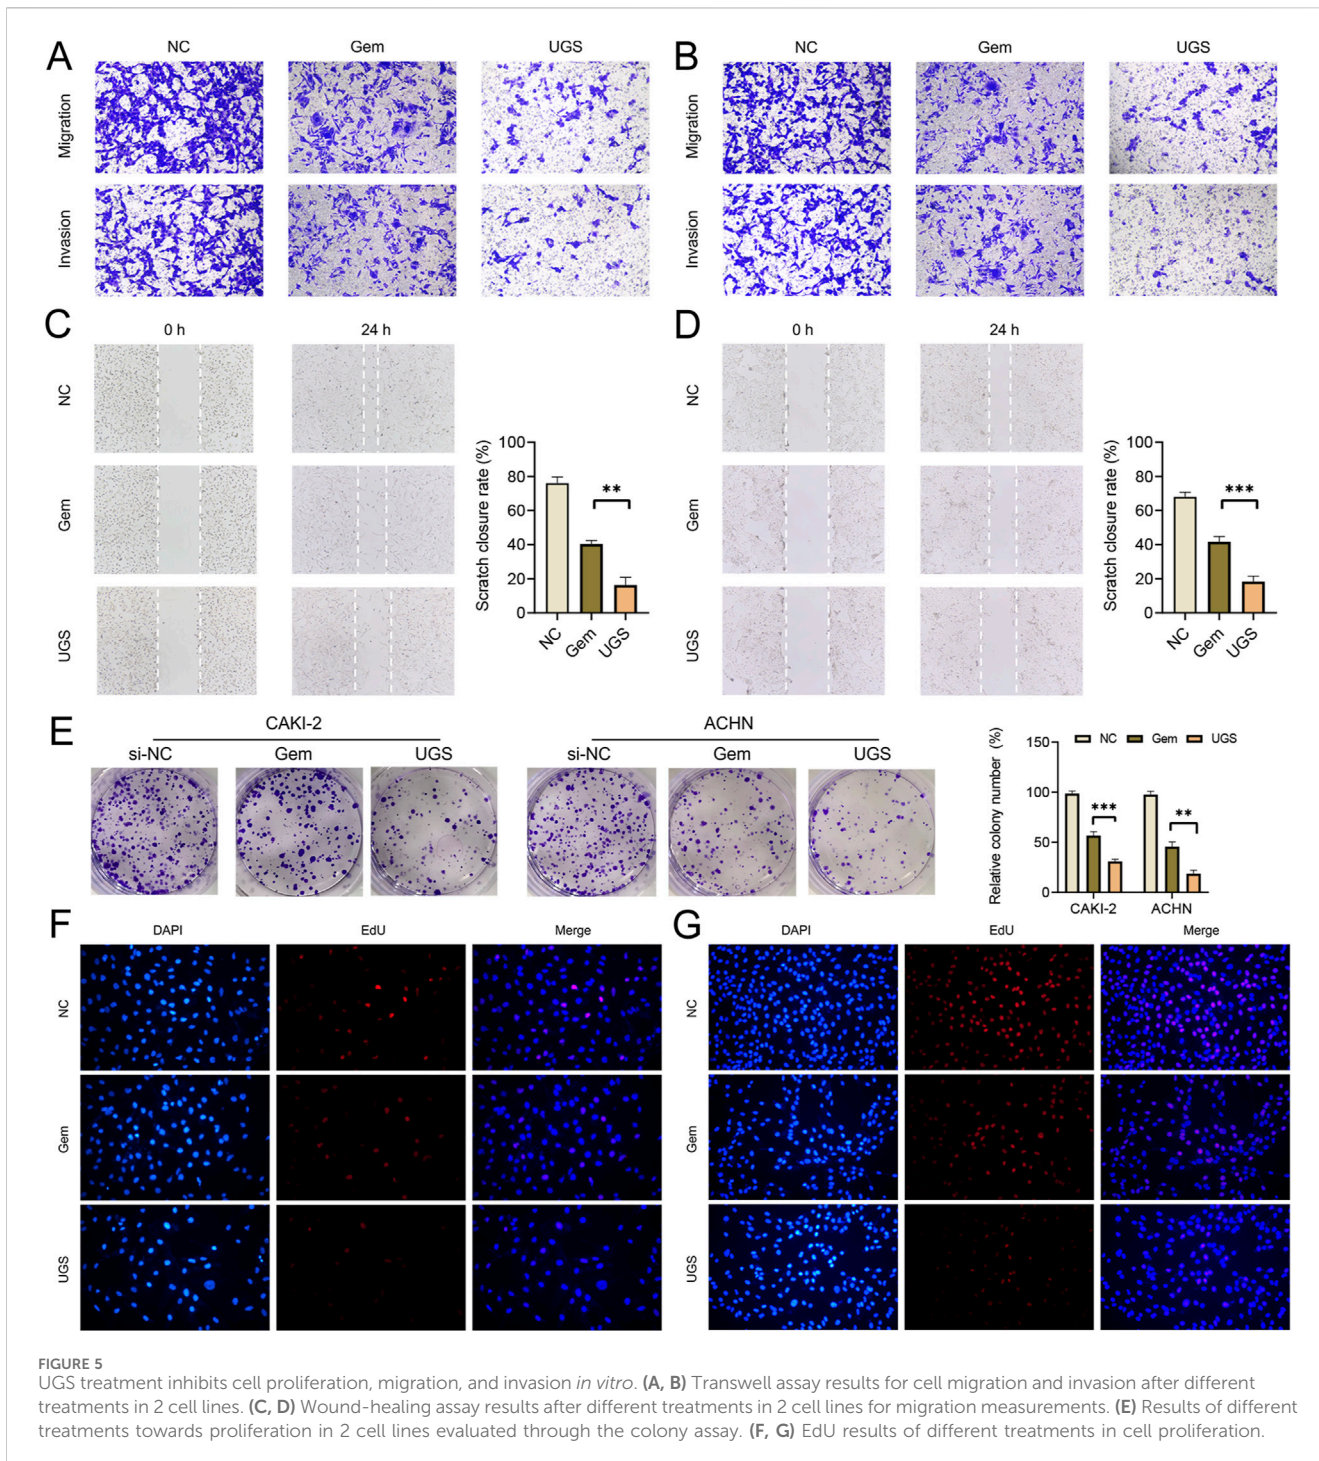 A
NC Gem UGS
Migration
Invasion
B
NC Gem UGS
Migration
Invasion
C
0 h 24 h
NC
Gem
UGS
Scratch closure rate (%)
100
80
60
40
20
0
**
NC Gem UGS
D
0 h 24 h
NC
Gem
UGS
Scratch closure rate (%)
100
80
60
40
20
0
***
NC Gem UGS
E
CAKI-2 ACHN
si-NC Gem UGS si-NC Gem UGS
Relative colony number (%)
150
100
50
0
NC Gem UGS
*** **
CAKI-2 ACHN
F
DAPI EdU Merge
NC
Gem
UGS
G
DAPI EdU Merge
NC
Gem
UGS
FIGURE 5
UGS treatment inhibits cell proliferation, migration, and invasion in vitro. (A, B) Transwell assay results for cell migration and invasion after different
treatments in 2 cell lines. (C, D) Wound-healing assay results after different treatments in 2 cell lines for migration measurements. (E) Results of different
treatments towards proliferation in 2 cell lines evaluated through the colony assay. (F, G) EdU results of different treatments in cell proliferation.